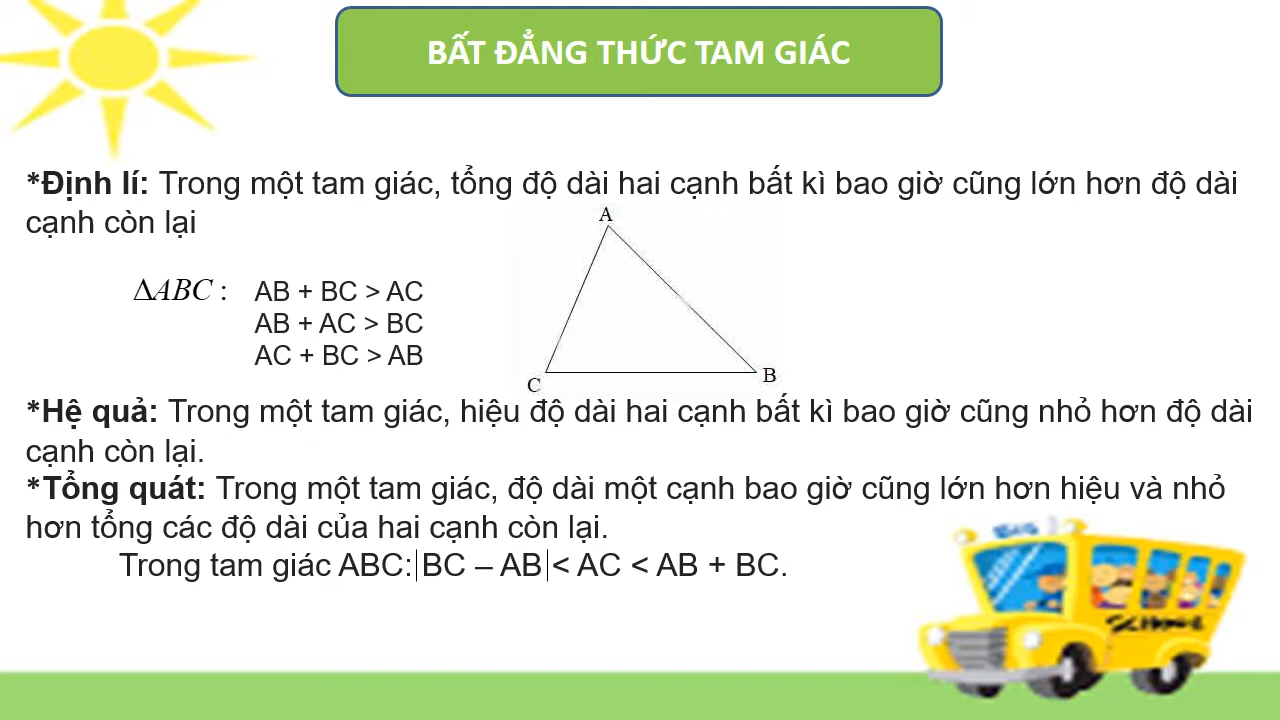 BẤT ĐẲNG THỨC TAM GIÁC
*Định lí: Trong một tam giác, tổng độ dài hai cạnh bất kì bao giờ cũng lớn hơn độ dài
cạnh còn lại
A
ΔABC : AB + BC > AC
AB + AC > BC
AC + BC > AB
C
B
*Hệ quả: Trong một tam giác, hiệu độ dài hai cạnh bất kì bao giờ cũng nhỏ hơn độ dài
cạnh còn lại.
*Tổng quát: Trong một tam giác, độ dài một cạnh bao giờ cũng lớn hơn hiệu và nhỏ
hơn tổng các độ dài của hai cạnh còn lại.
Trong tam giác ABC:|BC – AB|< AC < AB + BC.